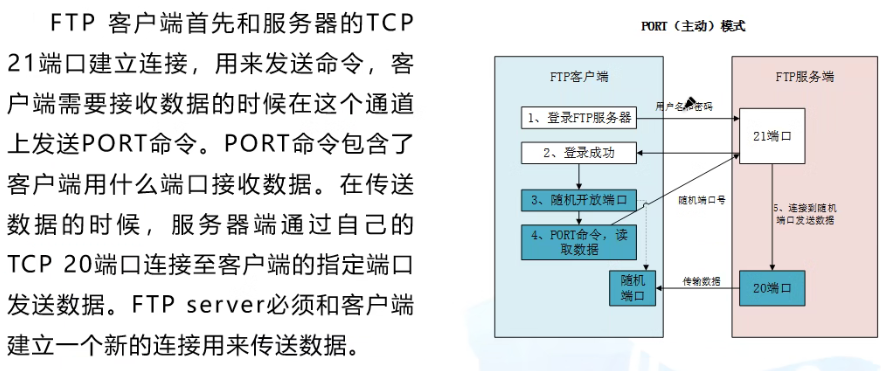 FTP 客户端首先和服务器的TCP
21端口建立连接，用来发送命令，客
户端需要接收数据的时候在这个通道
上发送PORT命令。PORT命令包含了
客户端用什么端口接收数据。在传送
数据的时候，服务器端通过自己的
TCP 20端口连接至客户端的指定端口
发送数据。FTP server必须和客户端
建立一个新的连接用来传送数据。
PORT（主动）模式
FTP客户端
FTP服务端
1、登录FTP服务器
用户名和密码
21端口
2、登录成功
3、随机开放端口
随机端口号
4、PORT命令，读
取数据
5、连接到随机
端口发送数据
随机
端口
传输数据
20端口